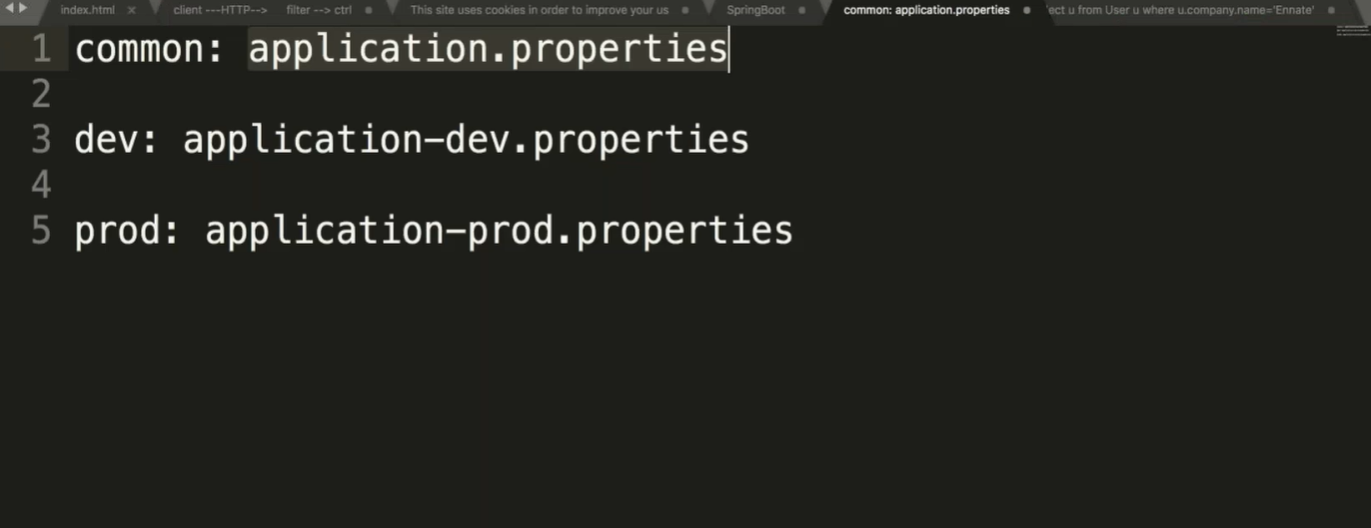 index.html
client ---HTTP--> filter --> ctrl
This site uses cookies in order to improve your us
SpringBoot
common: application.properties
ect u from User u where u.company.name='Ennate'
1 common: application.properties
2
3 dev: application-dev.properties
4
5 prod: application-prod.properties